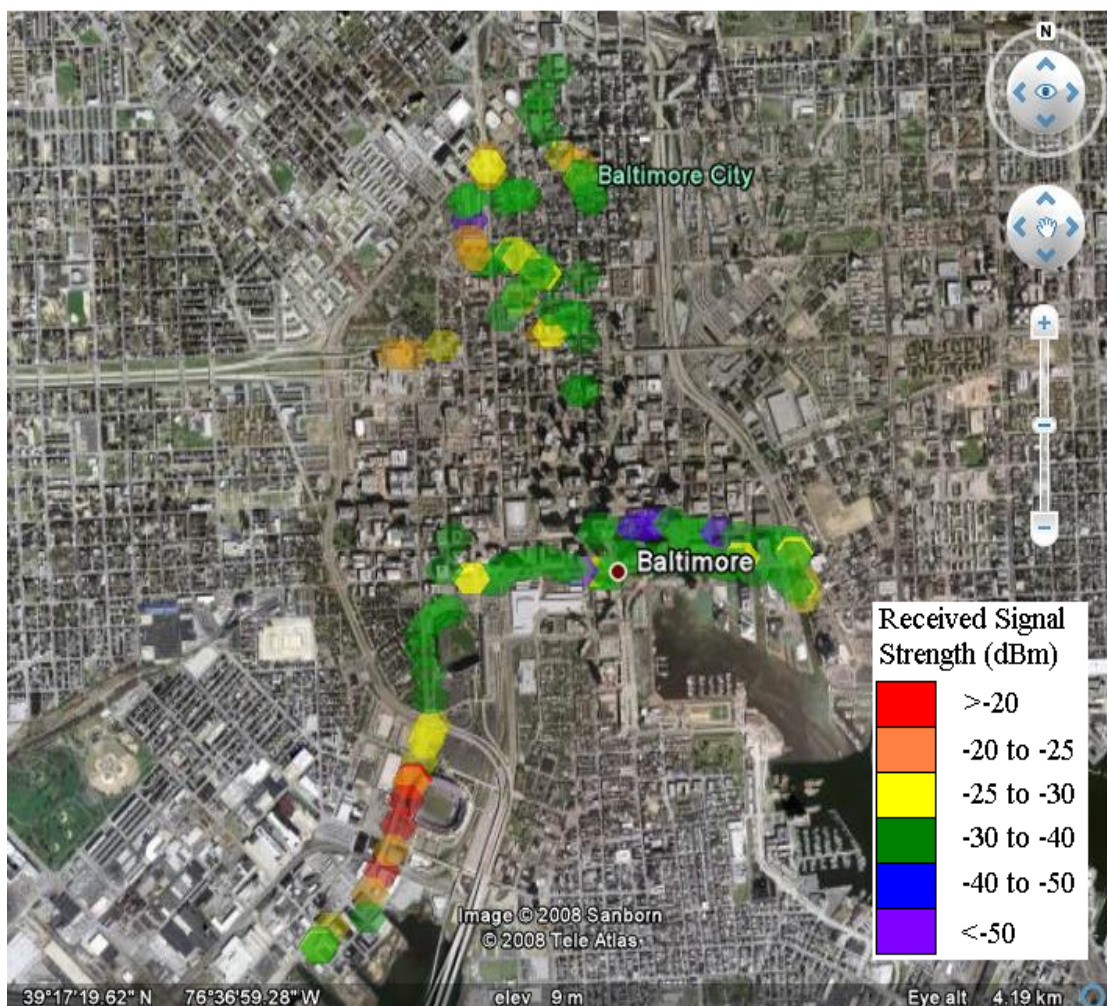 N
Baltimore City
Baltimore
Received Signal
Strength (dBm)
>-20
-20 to -25
-25 to -30
-30 to -40
-40 to -50
<-50
Image © 2008 Sanborn
© 2008 Tele Atlas
39°17'19.62" N 76°36'59.28" W elev 9 m Eye alt 4.19 km